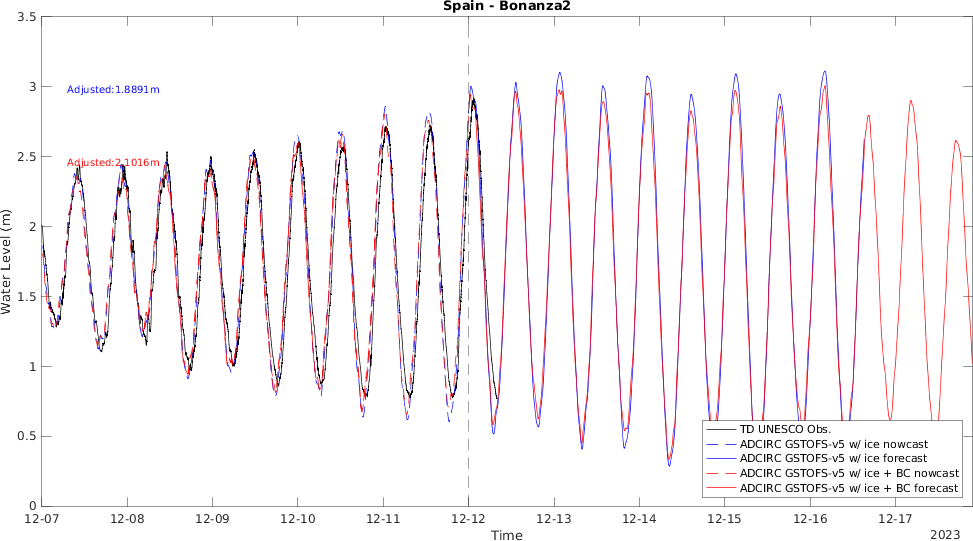 Spain - Bonanza2
3.5
3
2.5
2
1.5
1
0.5
0
Water Level (m)
Adjusted:1.8891m
Adjusted:2.1016m
TD UNESCO Obs.
ADCIRC GSTOFS-v5 w/ ice nowcast
ADCIRC GSTOFS-v5 w/ ice forecast
ADCIRC GSTOFS-v5 w/ ice + BC nowcast
ADCIRC GSTOFS-v5 w/ ice + BC forecast
12-07 12-08 12-09 12-10 12-11 12-12 12-13 12-14 12-15 12-16 12-17
Time
2023